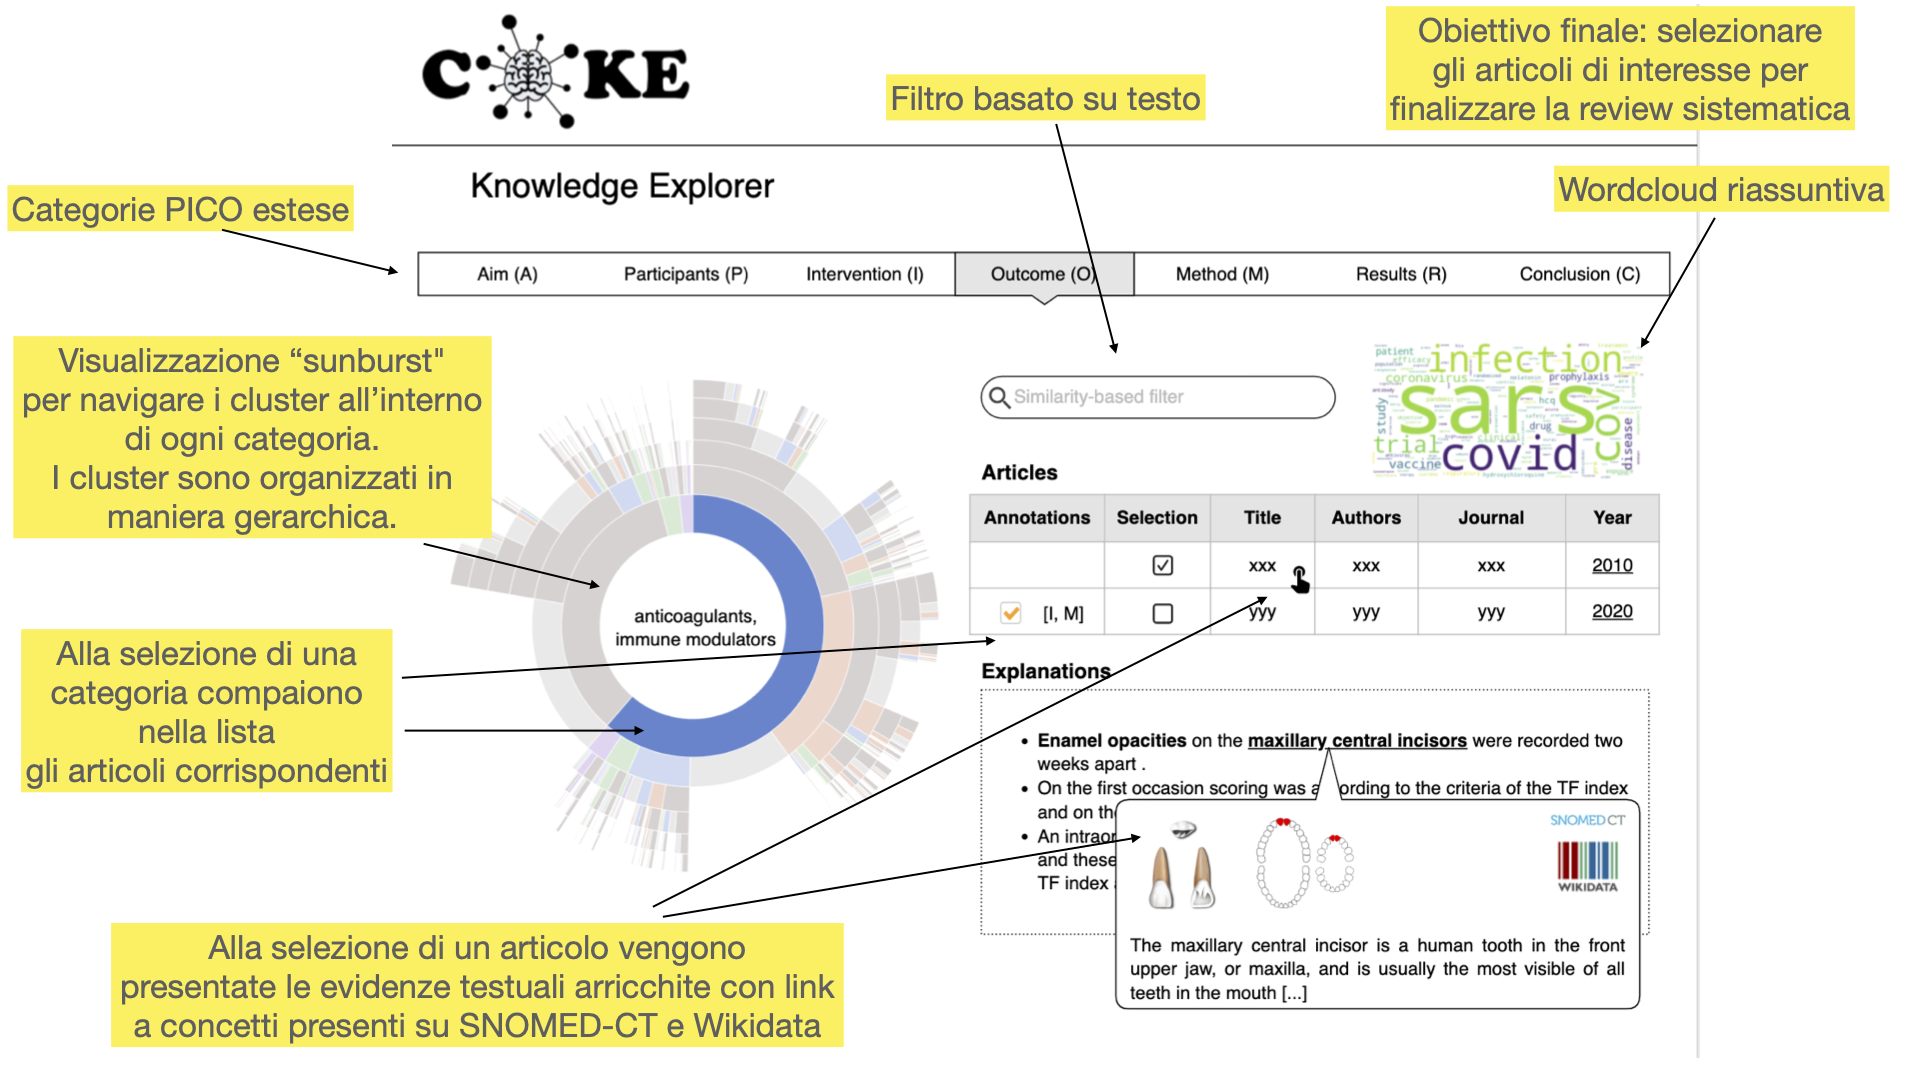 C KE
Obiettivo finale: selezionare
gli articoli di interesse per
finalizzare la review sistematica
Filtro basato su testo
Knowledge Explorer
Wordcloud riassuntiva
Categorie PICO estese
Aim (A) Participants (P) Intervention (I) Outcome (O) Method (M) Results (R) Conclusion (C)
Visualizzazione “sunburst"
per navigare i cluster all’interno
di ogni categoria.
I cluster sono organizzati in
maniera gerarchica.
Similarity-based filter
patient
infection
efficacy
coronavirus
prophylaxis
sars
hcq
study
drug
cov
trial
clinical
disease
vaccine
covid
hydroxychloroquine
Articles
Annotations Selection Title Authors Journal Year
xxx xxx xxx 2010
[I, M] yyy yyy yyy 2020
anticoagulants,
immune modulators
Alla selezione di una
categoria compaiono
nella lista
gli articoli corrispondenti
Explanations
• Enamel opacities on the maxillary central incisors were recorded two
weeks apart .
• On the first occasion scoring was a ording to the criteria of the TF index
and on th
• An intraor
and these
TF index
SNOMED CT
WIKIDATA
The maxillary central incisor is a human tooth in the front
upper jaw, or maxilla, and is usually the most visible of all
teeth in the mouth [...]
Alla selezione di un articolo vengono
presentate le evidenze testuali arricchite con link
a concetti presenti su SNOMED-CT e Wikidata